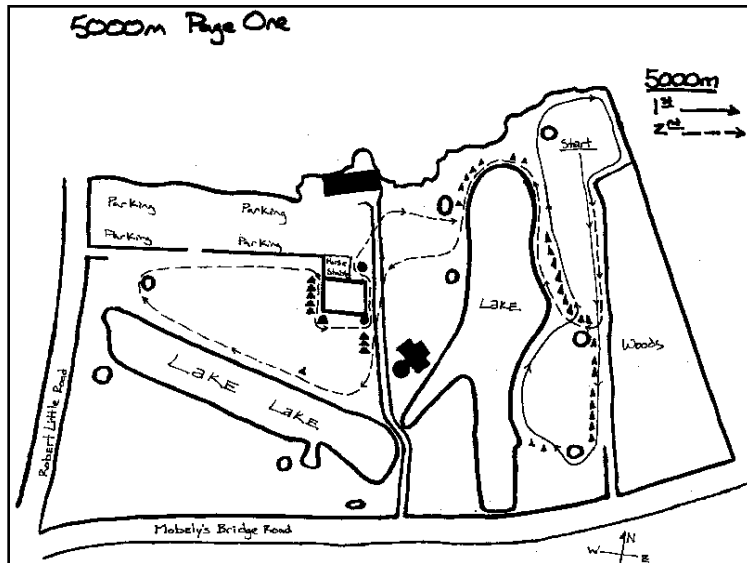 5000m Page One
5000m
1st
2nd
Start
Parking Parking
Parking Parking
Horse
Stable
LAKE
Woods
LAKE LAKE
Robert Little Road
Mobely's Bridge Road
N
W E